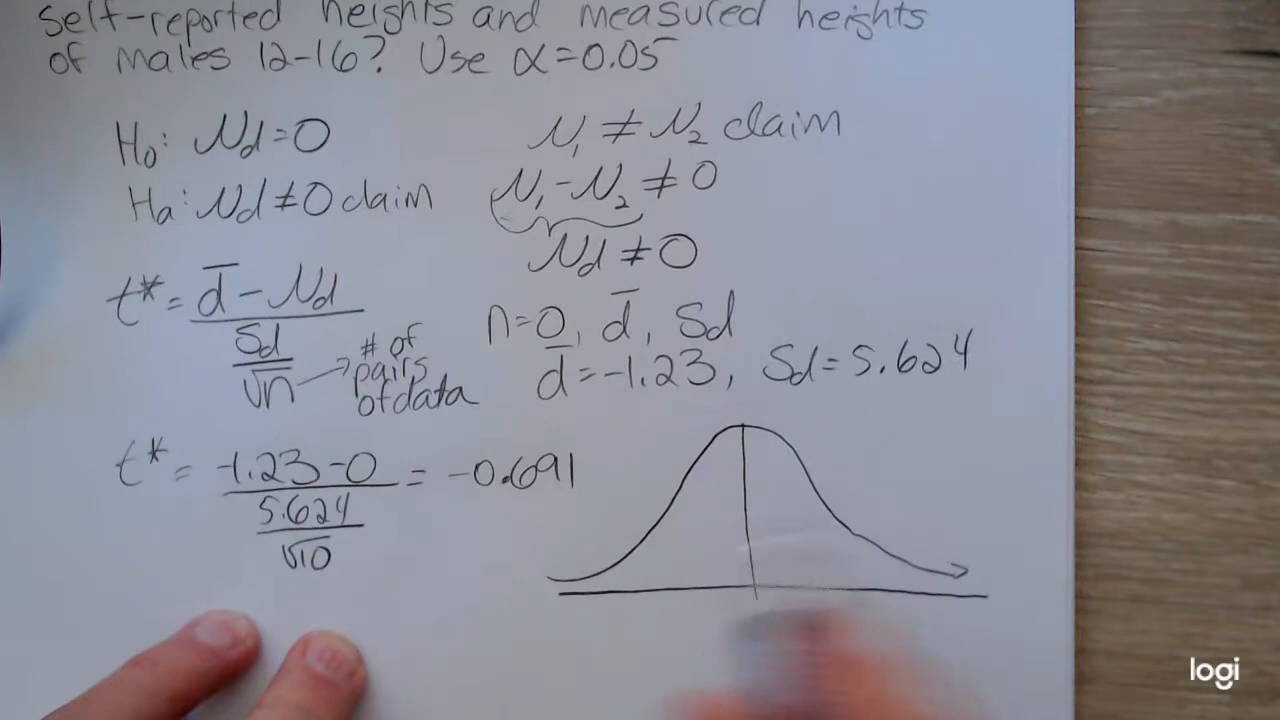 self-reported heights and measured heights
of males 12-16? Use α=0.05
H₀: μd=0
Ha: μd≠0 claim
μ₁ ≠ μ₂ claim
μ₁-μ₂ ≠ 0
μd≠0
t* = (d̄ - μd)/(Sd/√n) → # of pairs of data
n=0, d̄, Sd
d̄=-1.23, Sd=5.624
t* = (-1.23-0)/(5.624/√10) = -0.691
logi